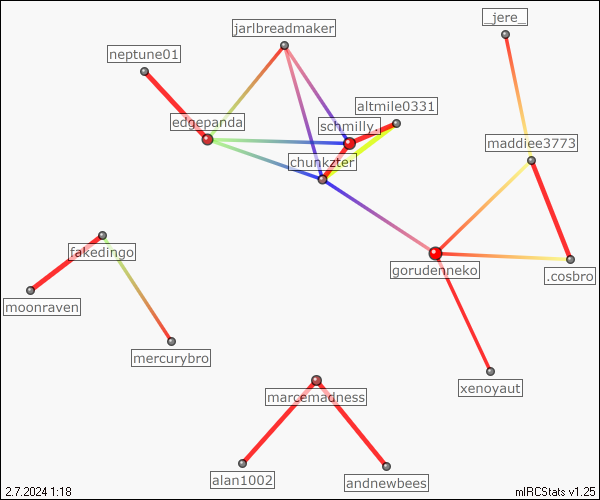 _jere_
jarlbreadmaker
neptune01
altmile0331
edgepanda
schmilly.
maddiee3773
chunkzter
fakedingo
gorudenneko
.cosbro
moonraven
mercurybro
xenoyaut
marcemadness
alan1002
andnewbees
2.7.2024 1:18
mIRCStats v1.25